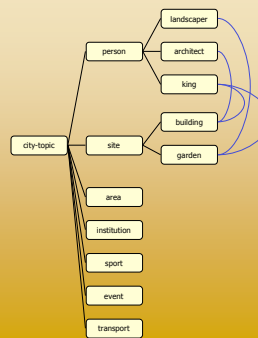 landscaper
person
architect
king
building
city-topic
site
garden
area
institution
sport
event
transport